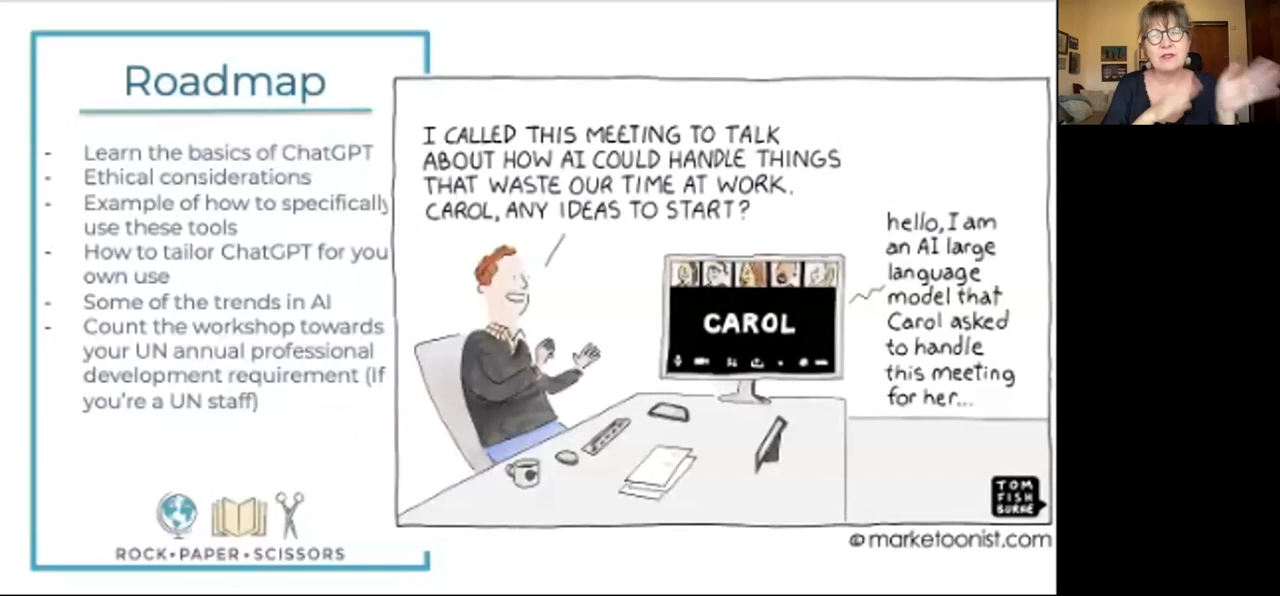 Roadmap
- Learn the basics of ChatGPT
- Ethical considerations
- Example of how to specifically
use these tools
- How to tailor ChatGPT for you
own use
- Some of the trends in AI
- Count the workshop towards
your UN annual professional
development requirement (If
you're a UN staff)
ROCK•PAPER•SCISSORS
I CALLED THIS MEETING TO TALK
ABOUT HOW AI COULD HANDLE THINGS
THAT WASTE OUR TIME AT WORK.
CAROL, ANY IDEAS TO START?
CAROL
hello, I am
an AI large
language
model that
Carol asked
to handle
this meeting
for her...
TOM
FISH
BURNE
© marketoonist.com